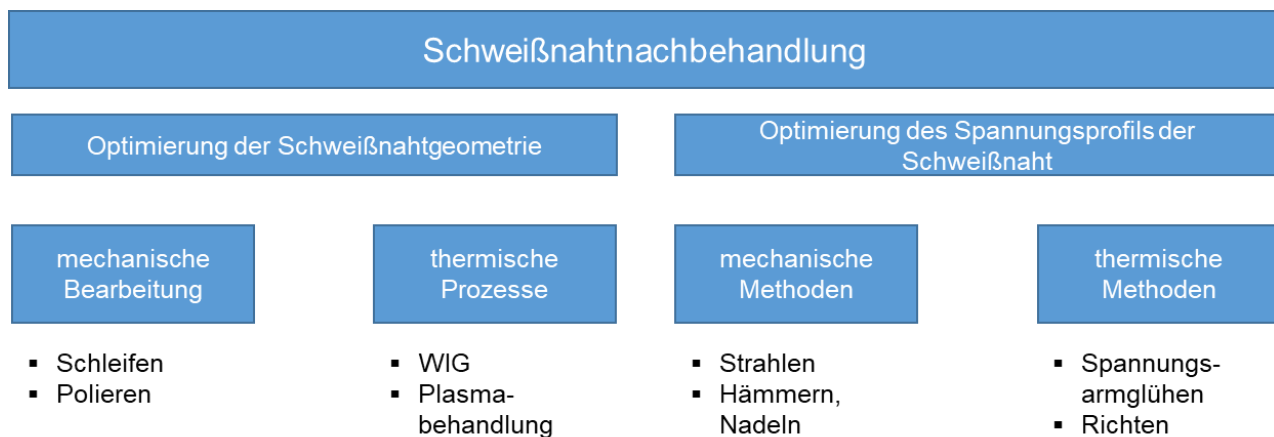 Schweißnahtnachbehandlung
Optimierung der Schweißnahtgeometrie
Optimierung des Spannungsprofils der
Schweißnaht
mechanische
Bearbeitung
thermische
Prozesse
mechanische
Methoden
thermische
Methoden
▪ Schleifen
▪ Polieren
▪ WIG
▪ Plasma-
behandlung
▪ Strahlen
▪ Hämmern,
Nadeln
▪ Spannungs-
armglühen
▪ Richten